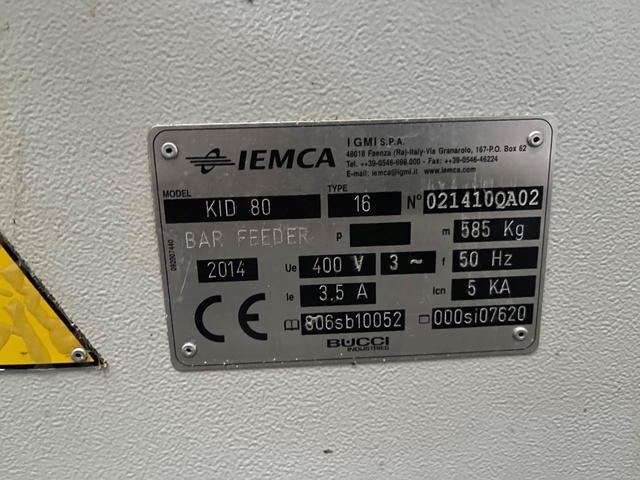 IEMCA
I GMI S.P.A.
48018 Faenza (Ra)-Italy-Via Granarolo, 167-P.O. Box 62
Tel. ++39-0546-698.000 - Fax: ++39-0546-46224
E-mail: iemca@igmi.it - www.iemca.com
MODEL KID 80 TYPE 16 N° 021410QA02
BAR FEEDER P m 585 Kg
2014 Ue 400 V 3 ~ f 50 Hz
Ie 3.5 A Icn 5 KA
CE 806sb10052 000si07620
BUCCI
INDUSTRIES
092007440